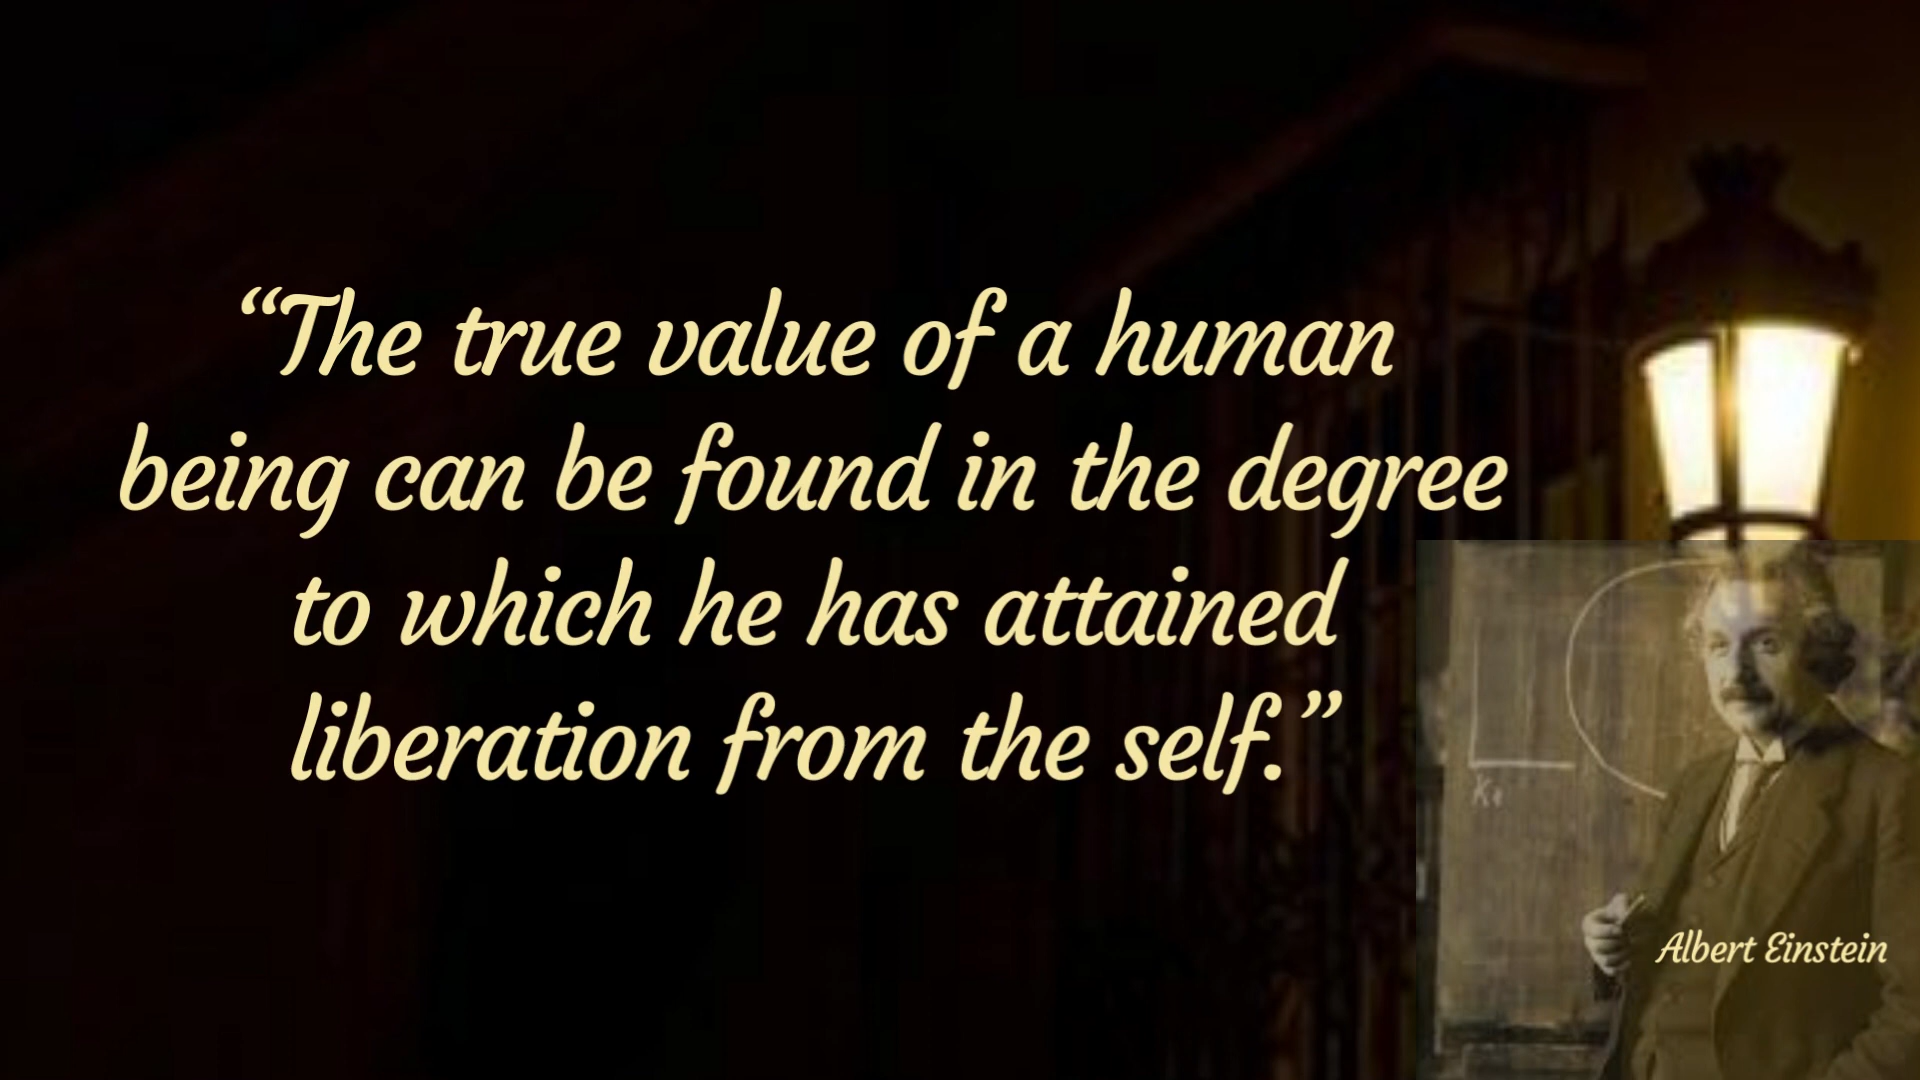 “The true value of a human
being can be found in the degree
to which he has attained
liberation from the self.”
Albert Einstein